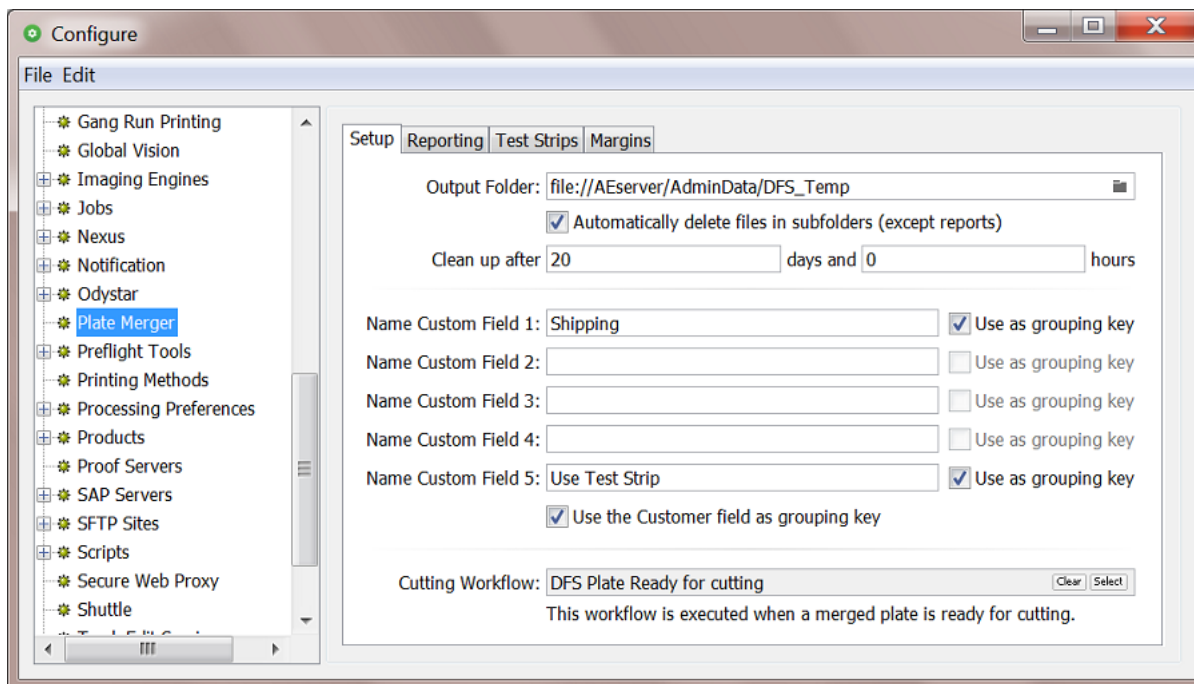 Configure
File Edit
Gang Run Printing
Global Vision
Imaging Engines
Jobs
Nexus
Notification
Odystar
Plate Merger
Preflight Tools
Printing Methods
Processing Preferences
Products
Proof Servers
SAP Servers
SFTP Sites
Scripts
Secure Web Proxy
Shuttle
Setup Reporting Test Strips Margins
Output Folder: file://AEserver/AdminData/DFS_Temp
Automatically delete files in subfolders (except reports)
Clean up after 20 days and 0 hours
Name Custom Field 1: Shipping Use as grouping key
Name Custom Field 2: Use as grouping key
Name Custom Field 3: Use as grouping key
Name Custom Field 4: Use as grouping key
Name Custom Field 5: Use Test Strip Use as grouping key
Use the Customer field as grouping key
Cutting Workflow: DFS Plate Ready for cutting Clear Select
This workflow is executed when a merged plate is ready for cutting.